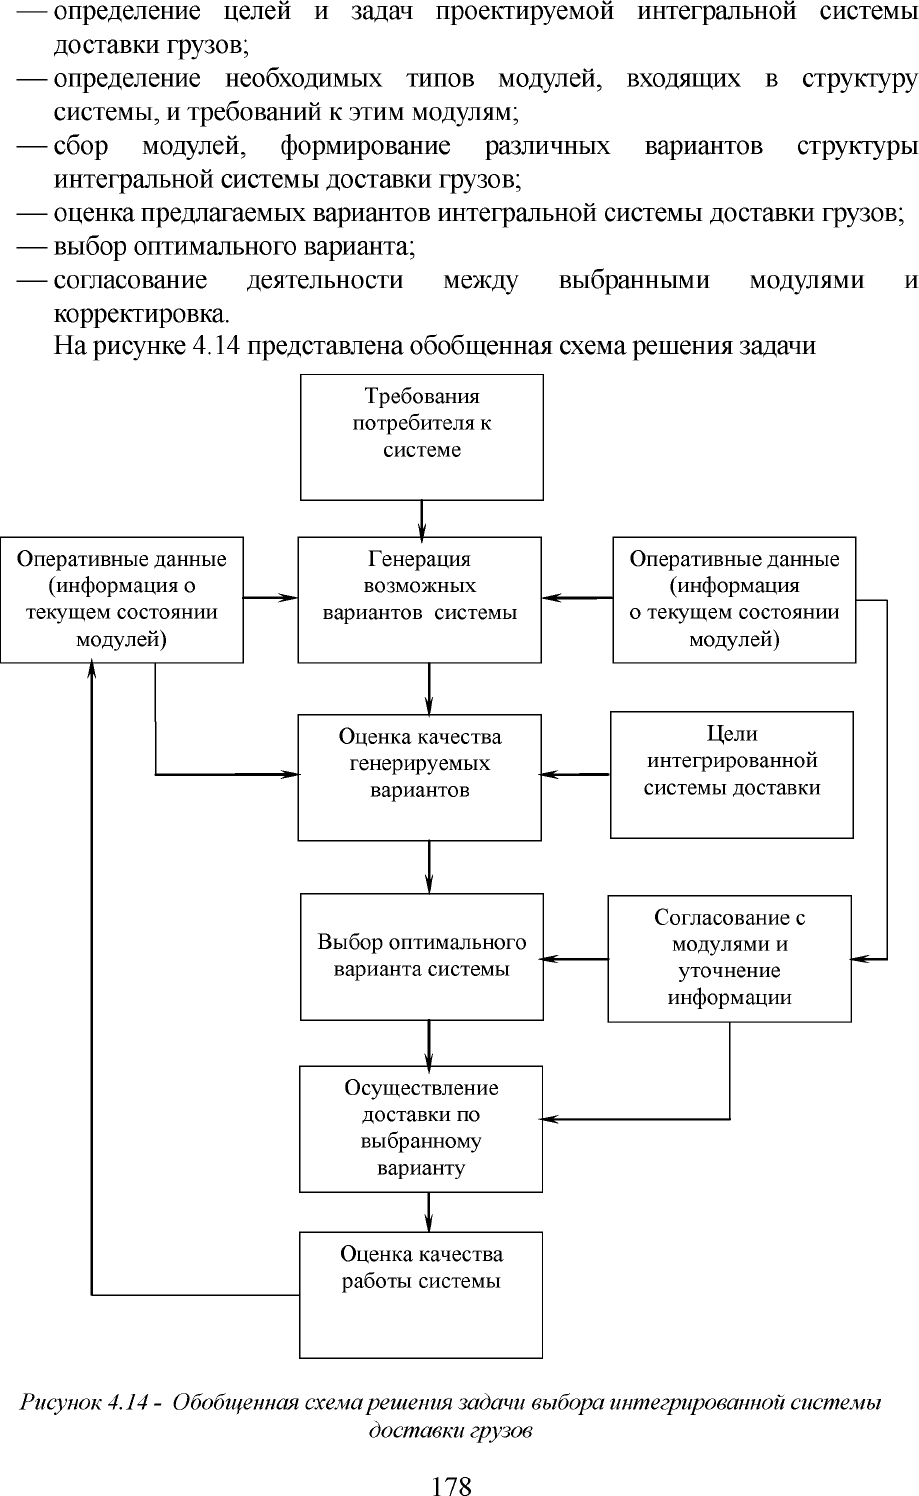 — определение целей и задач проектируемой интегральной системы
доставки грузов;
— определение необходимых типов модулей, входящих в структуру
системы, и требований к этим модулям;
— сбор модулей, формирование различных вариантов структуры
интегральной системы доставки грузов;
— оценка предлагаемых вариантов интегральной системы доставки грузов;
— выбор оптимального варианта;
— согласование деятельности между выбранными модулями и
корректировка.
На рисунке 4.14 представлена обобщенная схема решения задачи
Требования
потребителя к
системе
Оперативные данные
(информация о
текущем состоянии
модулей)
Генерация
возможных
вариантов системы
Оперативные данные
(информация
о текущем состоянии
модулей)
Оценка качества
генерируемых
вариантов
Цели
интегрированной
системы доставки
Выбор оптимального
варианта системы
Согласование с
модулями и
уточнение
информации
Осуществление
доставки по
выбранному
варианту
Оценка качества
работы системы
Рисунок 4.14 - Обобщенная схема решения задачи выбора интегрированной системы
доставки грузов
178